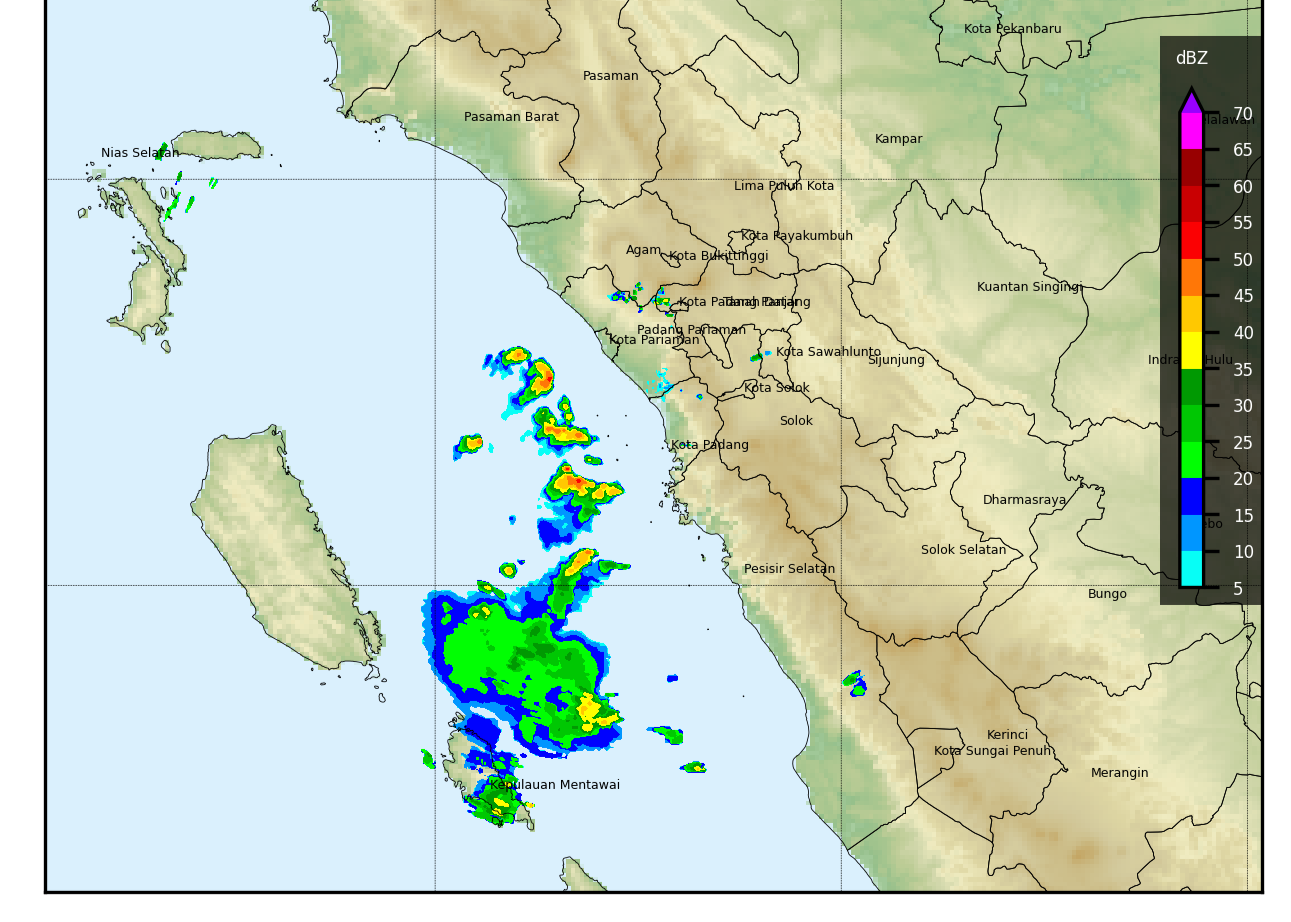 Kota Pekanbaru
dBZ
Pasaman
70
Pasaman Barat
elalawan
Kampar
65
Nias Selatan
60
Lima Puluh Kota
55
Kota Payakumbuh
Agam
Kota Bukittinggi
50
Kuantan Singingi
45
Kota Padang Panjang
Tanah Datar
Padang Pariaman
40
Kota Pariaman
Kota Sawahlunto
Sijunjung
35
Kota Solok
30
Solok
Kota Padang
25
20
Dharmasraya
15
Solok Selatan
10
Pesisir Selatan
5
Bungo
Kerinci
Kota Sungai Penuh
Merangin
Kepulauan Mentawai